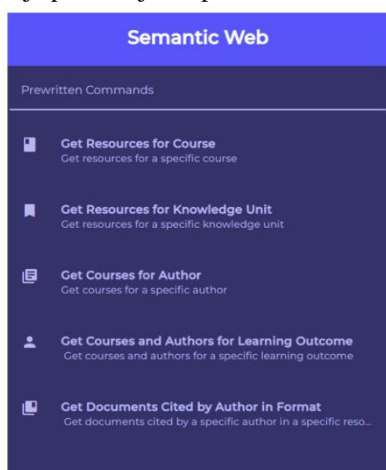 Semantic Web
Prewritten Commands
Get Resources for Course
Get resources for a specific course
Get Resources for Knowledge Unit
Get resources for a specific knowledge unit
Get Courses for Author
Get courses for a specific author
Get Courses and Authors for Learning Outcome
Get courses and authors for a specific learning outcome
Get Documents Cited by Author in Format
Get documents cited by a specific author in a specific reso...